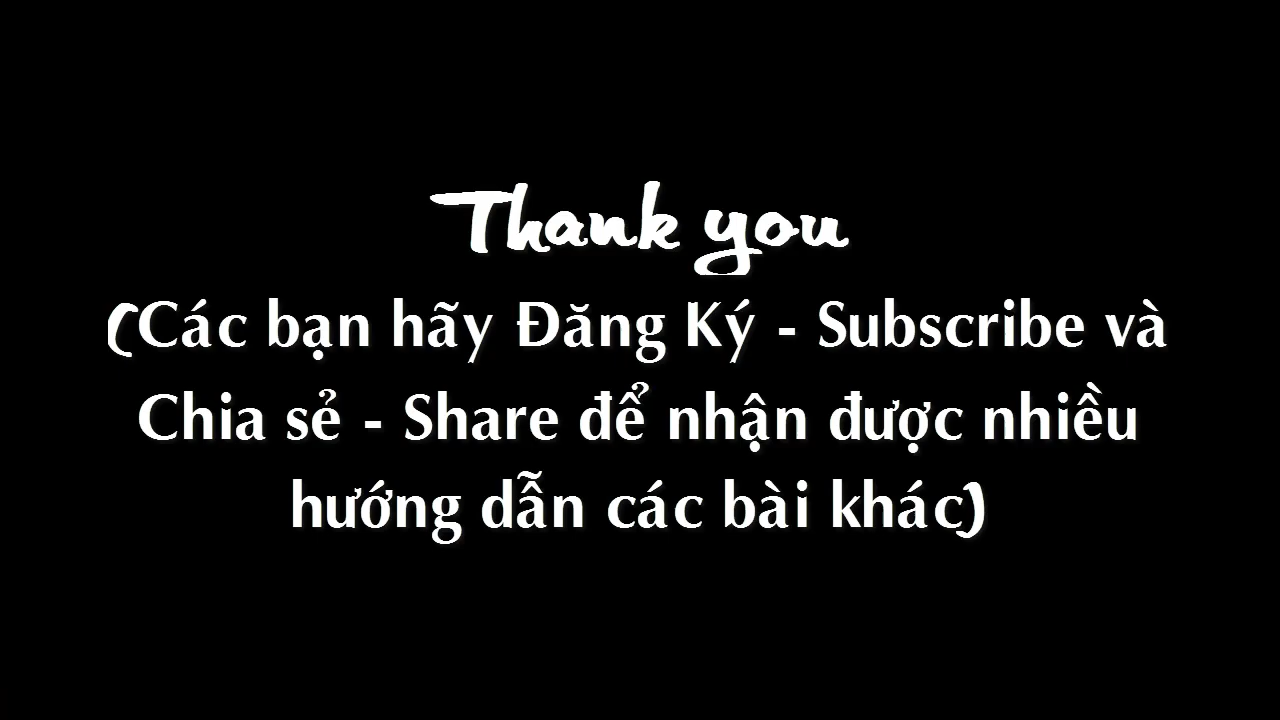 Thank you
(Các bạn hãy Đăng Ký - Subscribe và
Chia sẻ - Share để nhận được nhiều
hướng dẫn các bài khác)